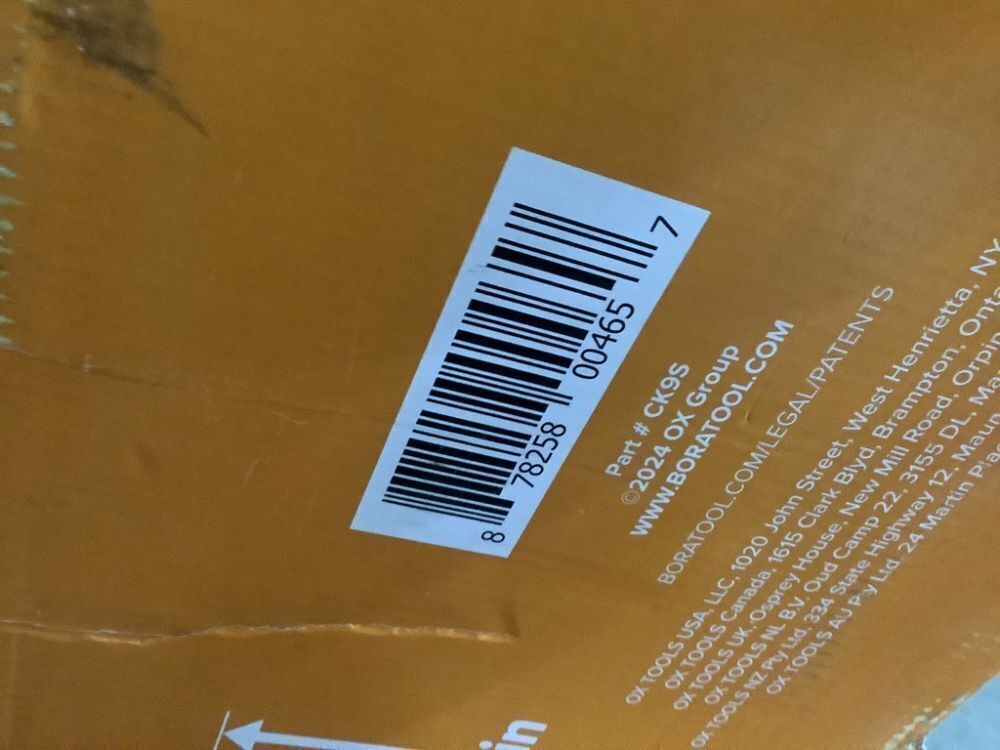 8 78258 00465 7
Part # CK9S
©2024 OX Group
WWW.BORATOOL.COM
BORATOOL.COM/LEGAL/PATENTS
OX TOOLS USA, LLC, 1020 John Street, West Henrietta, NY
OX TOOLS Canada, 1615 Clark Blvd, Brampton,
OX TOOLS UK, Osprey House, New Mill Road, Orpin
OX TOOLS NL B.V. Oud Camp 22, 3155 DL, Ma
OX TOOLS NZ Pty Ltd. 334 State Highway 12, Maun
OX TOOLS AU Pty Ltd. 24 Martin
in